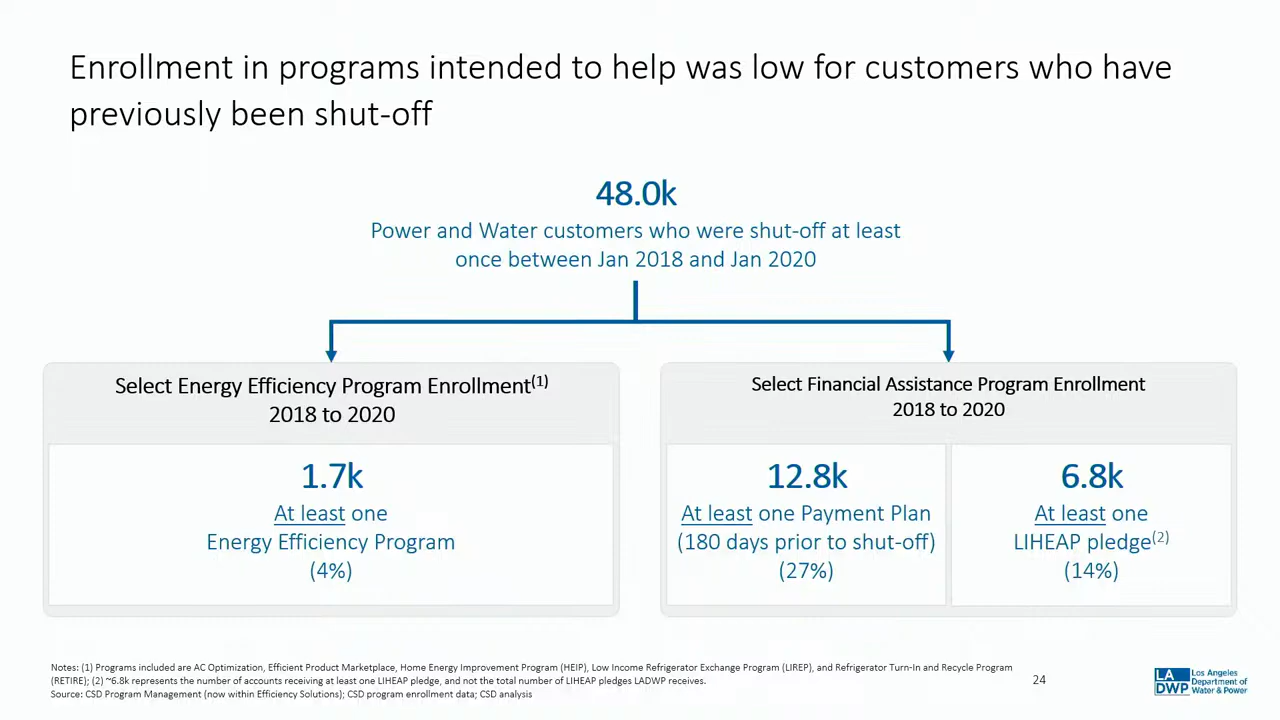 Enrollment in programs intended to help was low for customers who have
previously been shut-off
48.0k
Power and Water customers who were shut-off at least
once between Jan 2018 and Jan 2020
Select Energy Efficiency Program Enrollment(1)
2018 to 2020
1.7k
At least one
Energy Efficiency Program
(4%)
Select Financial Assistance Program Enrollment
2018 to 2020
12.8k
At least one Payment Plan
(180 days prior to shut-off)
(27%)
6.8k
At least one
LIHEAP pledge(2)
(14%)
Notes: (1) Programs included are AC Optimization, Efficient Product Marketplace, Home Energy Improvement Program (HEIP), Low Income Refrigerator Exchange Program (LIREP), and Refrigerator Turn-In and Recycle Program
(RETIRE); (2) ~6.8k represents the number of accounts receiving at least one LIHEAP pledge, and not the total number of LIHEAP pledges LADWP receives.
Source: CSD Program Management (now within Efficiency Solutions); CSD program enrollment data; CSD analysis
24
LA
DWP
Los Angeles
Department of
Water & Power